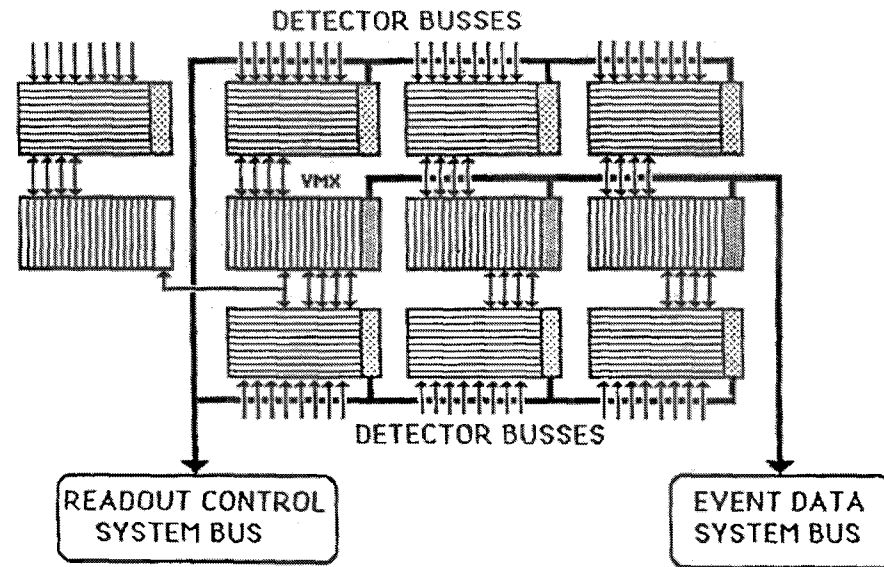 DETECTOR BUSSES
VMX
DETECTOR BUSSES
READOUT CONTROL
SYSTEM BUS
EVENT DATA
SYSTEM BUS